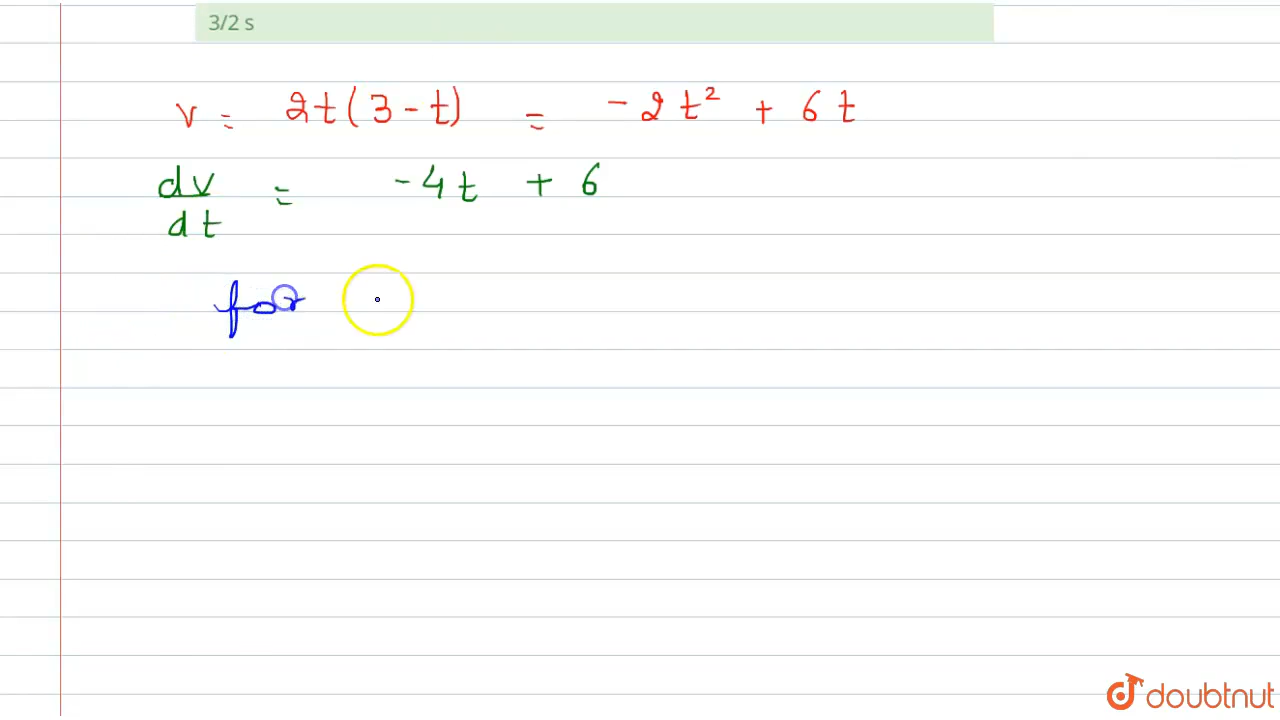 3/2 s
v = 2t(3-t) = -2t² + 6t
dv/dt = -4t + 6
for
doubtnut